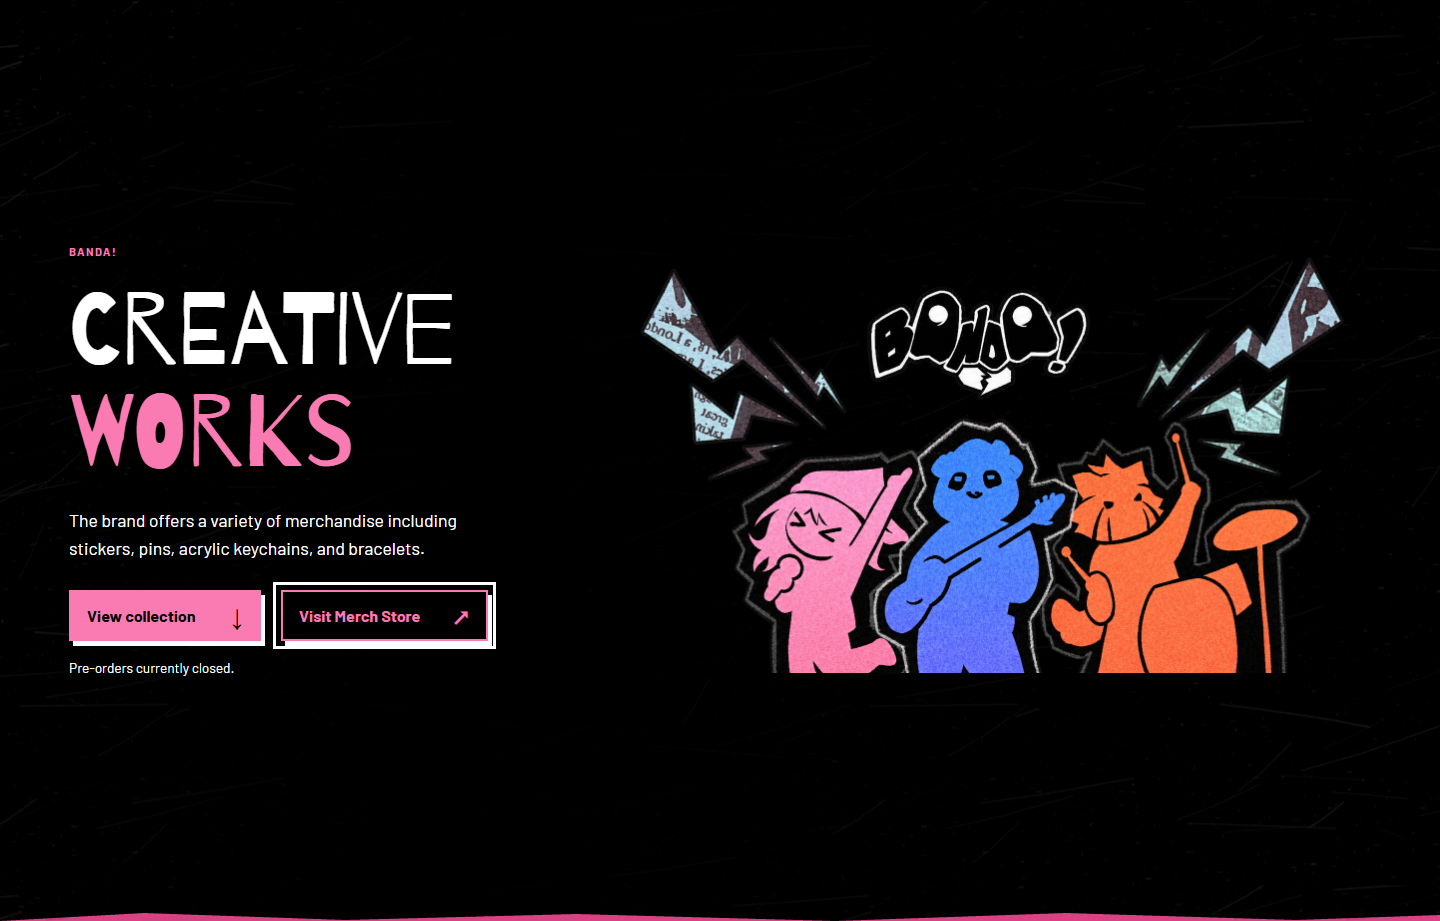 BANDA!
CREATIVE
WORKS
The brand offers a variety of merchandise including
stickers, pins, acrylic keychains, and bracelets.
View collection ↓
Visit Merch Store ↗
Pre-orders currently closed.
BANDA!